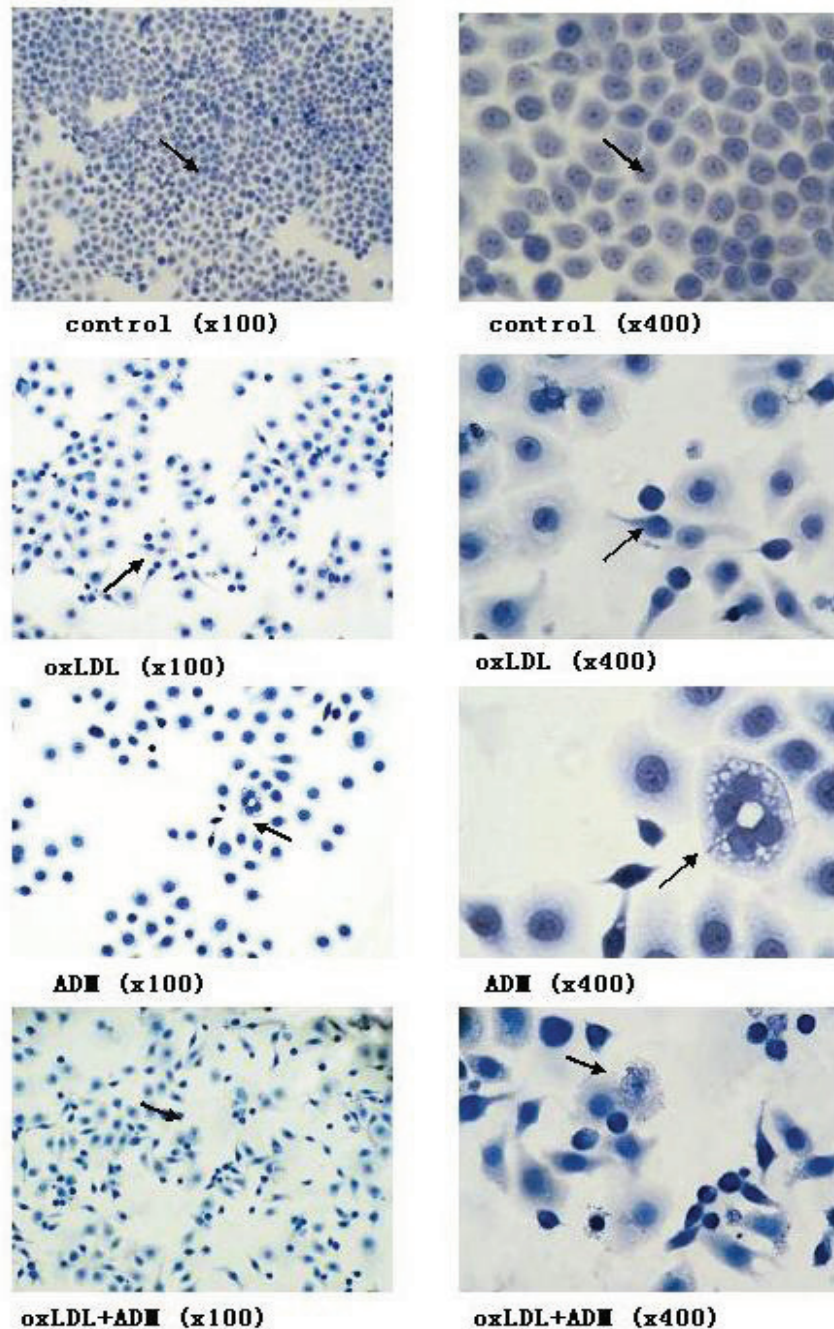 control (x100)
control (x400)
oxLDL (x100)
oxLDL (x400)
ADM (x100)
ADM (x400)
oxLDL+ADM (x100)
oxLDL+ADM (x400)